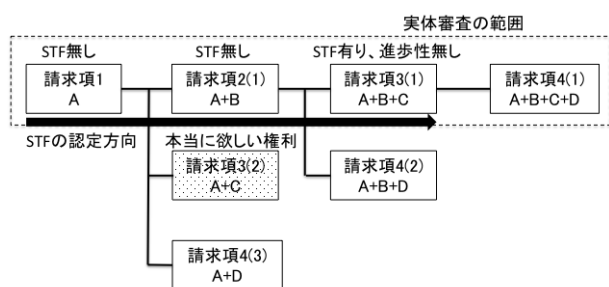 実体審査の範囲
STF無し
STF無し
STF有り、進歩性無し
請求項1
A
請求項2(1)
A+B
請求項3(1)
A+B+C
請求項4(1)
A+B+C+D
STFの認定方向
本当に欲しい権利
請求項3(2)
A+C
請求項4(2)
A+B+D
請求項4(3)
A+D